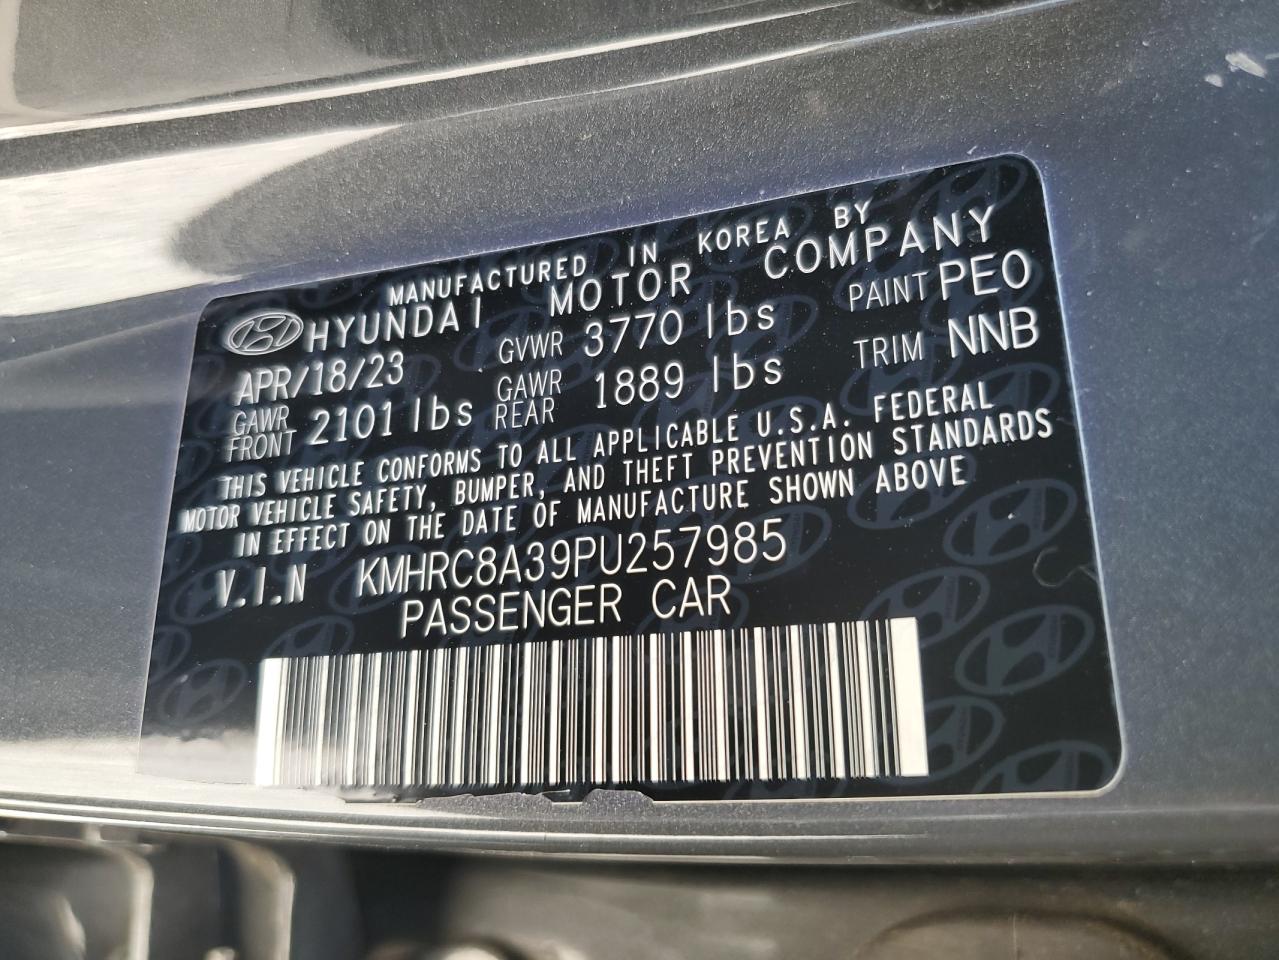 MANUFACTURED IN KOREA BY
HYUNDAI MOTOR COMPANY
APR/18/23 GVWR 3770 lbs PAINT PE0
GAWR FRONT 2101 lbs GAWR REAR 1889 lbs TRIM NNB
THIS VEHICLE CONFORMS TO ALL APPLICABLE U.S.A. FEDERAL
MOTOR VEHICLE SAFETY, BUMPER, AND THEFT PREVENTION STANDARDS
IN EFFECT ON THE DATE OF MANUFACTURE SHOWN ABOVE
V.I.N KMHRC8A39PU257985
PASSENGER CAR